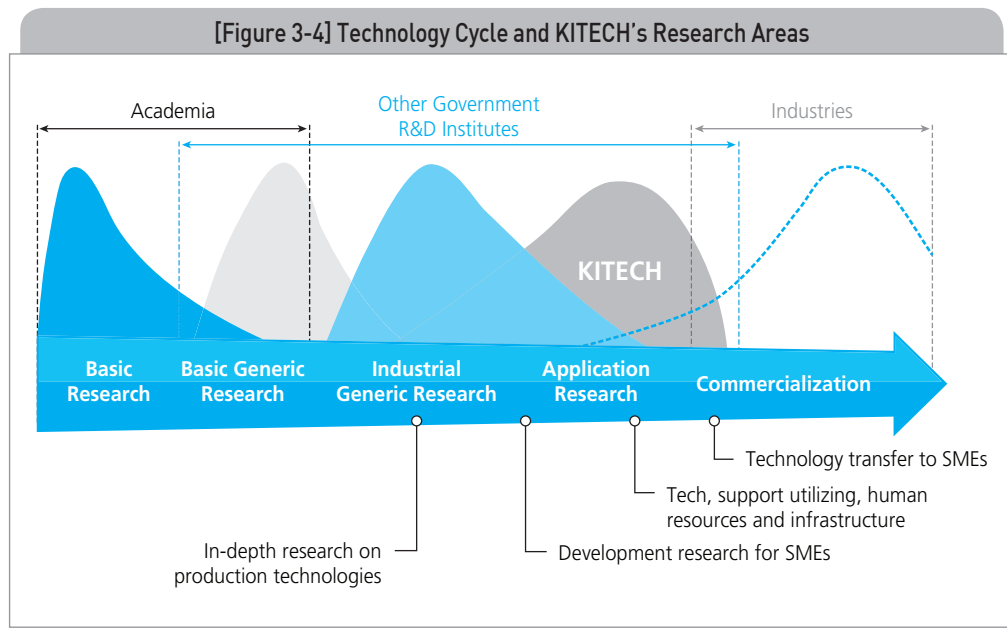 [Figure 3-4] Technology Cycle and KITECH's Research Areas
Academia
Other Government
R&D Institutes
Industries
KITECH
Basic
Research
Basic Generic
Research
Industrial
Generic Research
Application
Research
Commercialization
Technology transfer to SMEs
Tech, support utilizing, human
resources and infrastructure
In-depth research on
production technologies
Development research for SMEs